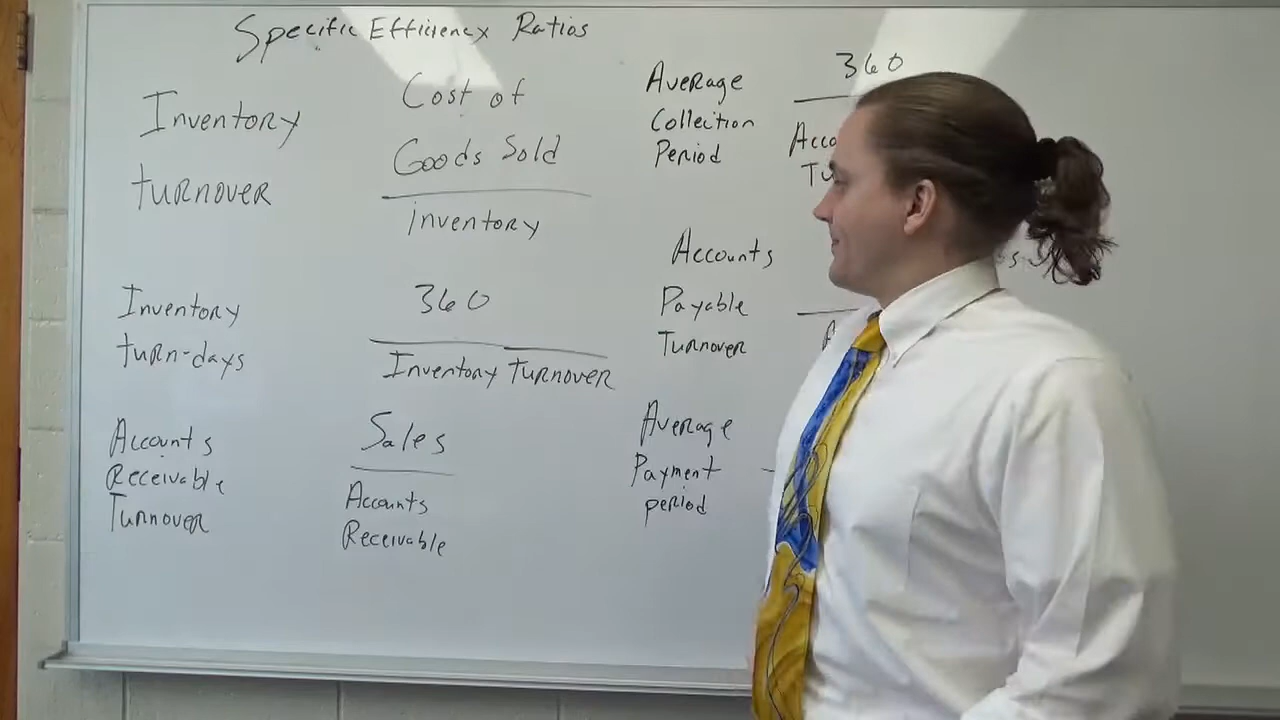 Specific Efficiency Ratios
Inventory
turnover
Cost of
Goods Sold
inventory
Inventory
turn-days
360
Inventory Turnover
Accounts
Receivable
Turnover
Sales
Accounts
Receivable
Average
Collection
Period
360
Accounts
Payable
Turnover
Average
Payment
period